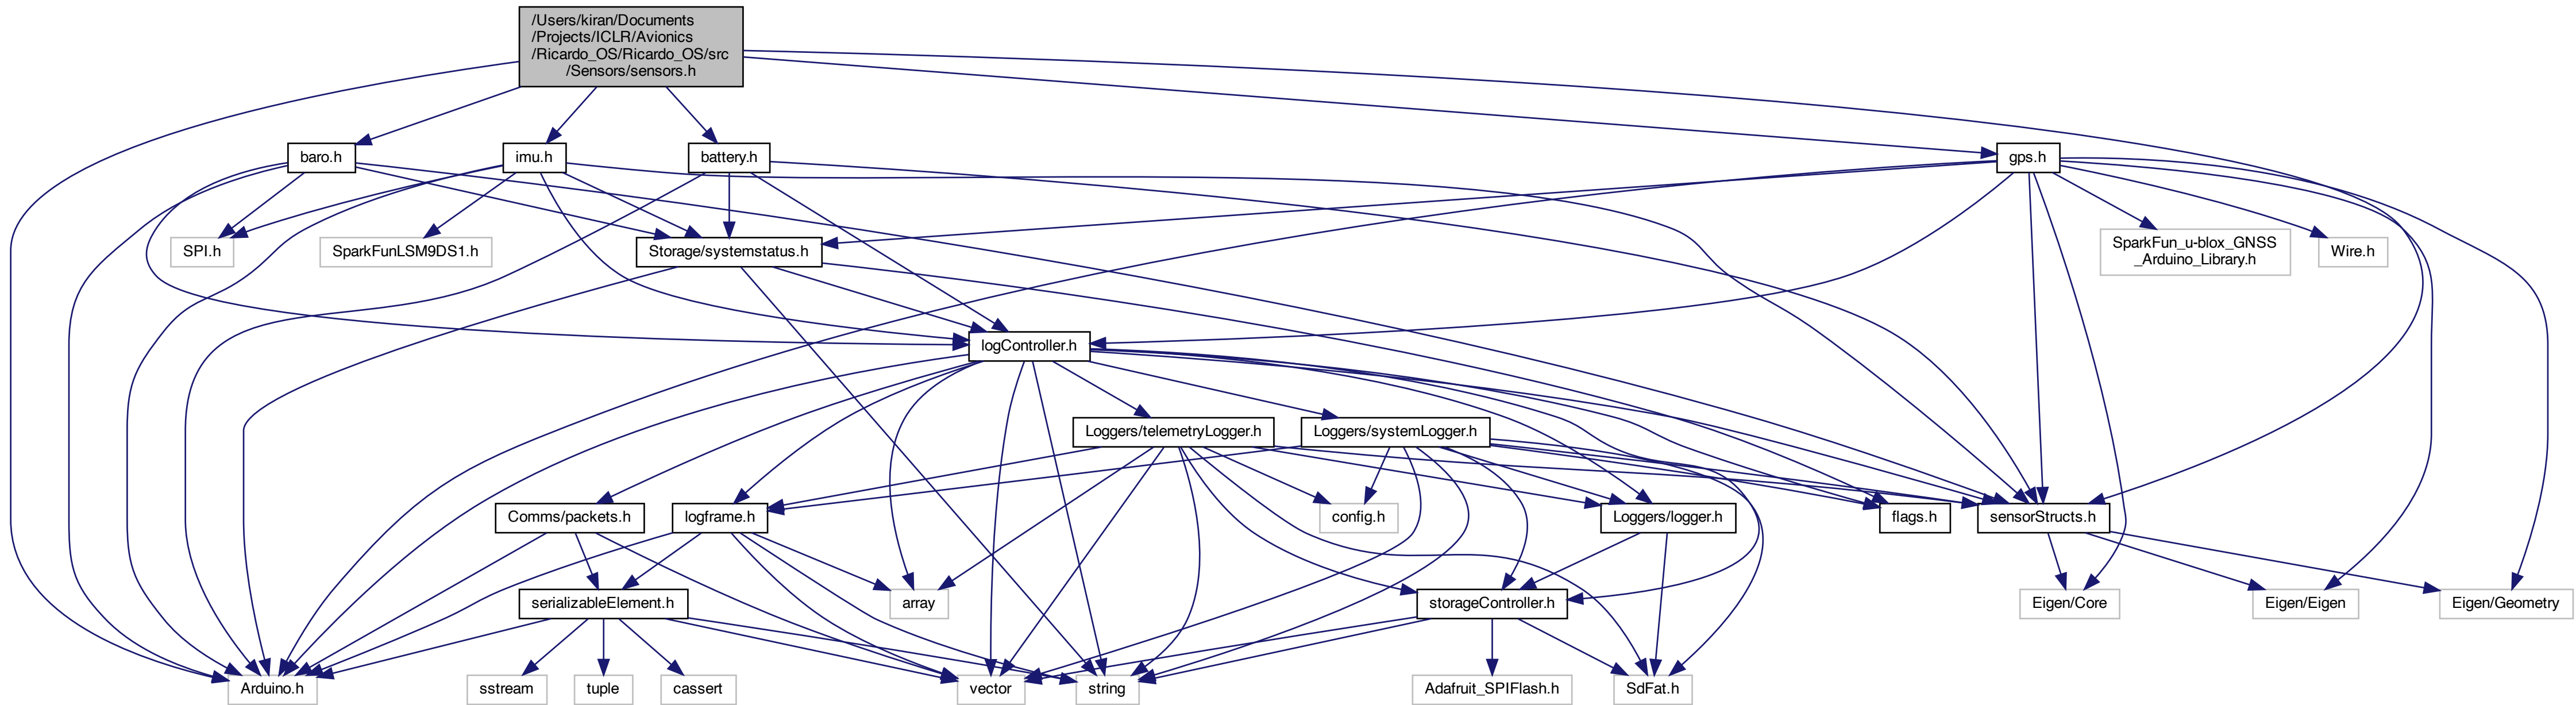 /Users/kiran/Documents
/Projects/ICLR/Avionics
/Ricardo_OS/Ricardo_OS/src
/Sensors/sensors.h
baro.h
imu.h
battery.h
gps.h
SPI.h
SparkFunLSM9DS1.h
Storage/systemstatus.h
SparkFun_u-blox_GNSS
_Arduino_Library.h
Wire.h
logController.h
Loggers/telemetryLogger.h
Loggers/systemLogger.h
Comms/packets.h
logframe.h
config.h
Loggers/logger.h
flags.h
sensorStructs.h
serializableElement.h
array
storageController.h
Eigen/Core
Eigen/Eigen
Eigen/Geometry
Arduino.h
sstream
tuple
cassert
vector
string
Adafruit_SPIFlash.h
SdFat.h